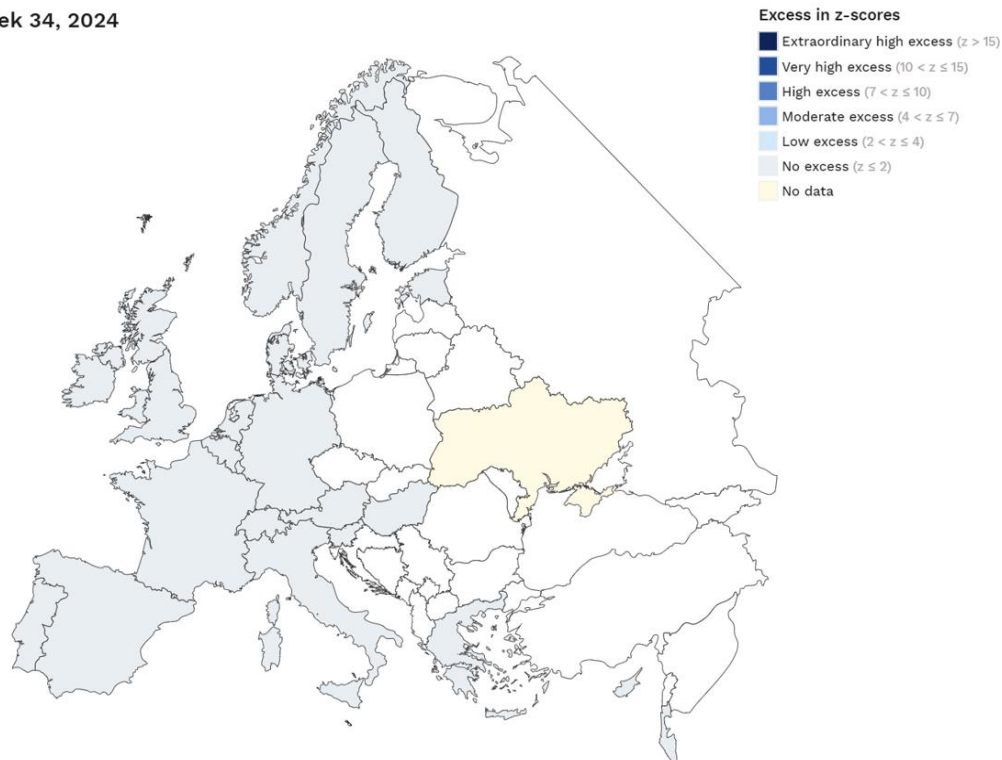 ek 34, 2024
Excess in z-scores
Extraordinary high excess (z > 15)
Very high excess (10 < z ≤ 15)
High excess (7 < z ≤ 10)
Moderate excess (4 < z ≤ 7)
Low excess (2 < z ≤ 4)
No excess (z ≤ 2)
No data